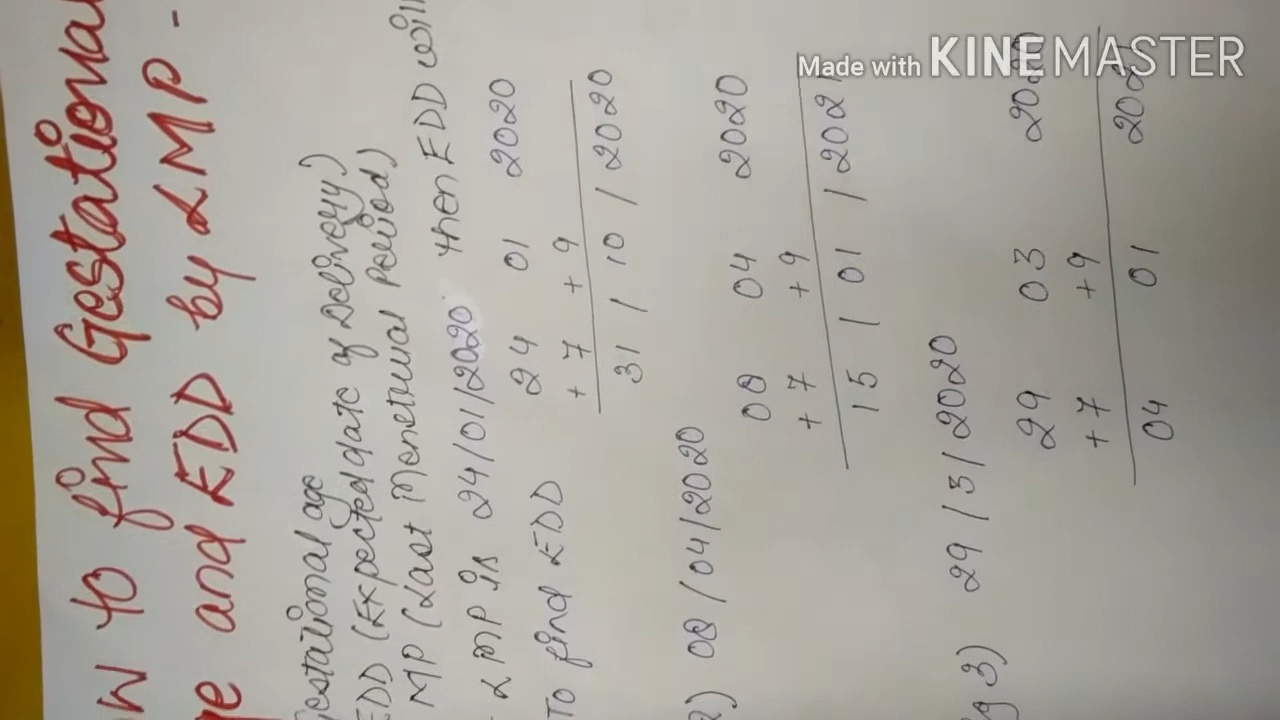 Made with KINEMASTER
to find Gestational
and EDD by LMP -
Gestational age
EDD (Expected date of Delivery)
LMP (Last Menstrual Period)
LMP is 24/01/2020 then EDD will
24 01 2020
To find EDD + 7 + 9
31 / 10 / 2020
2) 08/04/2020
08 04 2020
+ 7 + 9
15 / 01 / 2021
3) 29/3/2020
29 03 2020
+ 7 + 9
04 01 2021